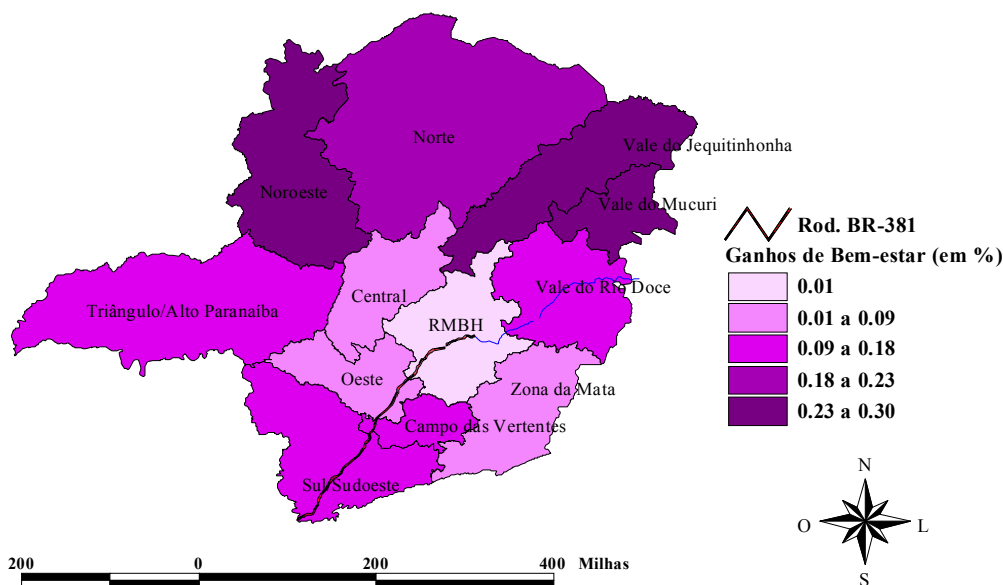 Norte
Vale do Jequitinhonha
Noroeste
Vale do Mucuri
Rod. BR-381
Ganhos de Bem-estar (em %)
0.01
0.01 a 0.09
0.09 a 0.18
0.18 a 0.23
0.23 a 0.30
Vale do Rio Doce
Central
Triângulo/Alto Paranaíba
RMBH
Oeste
Zona da Mata
Campo das Vertentes
Sul/Sudoeste
N
O
L
S
200 0 200 400 Milhas